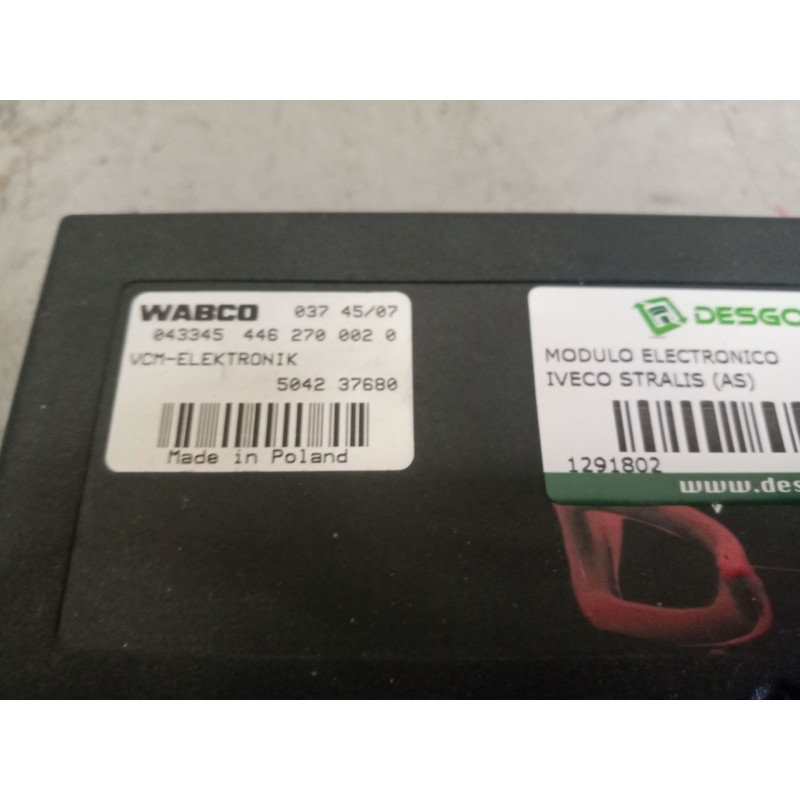 WABCO 037 45/07
043345 446 270 002 0
VCM-ELEKTRONIK
5042 37680
Made in Poland
MODULO ELECTRONICO
IVECO STRALIS (AS)
1291802